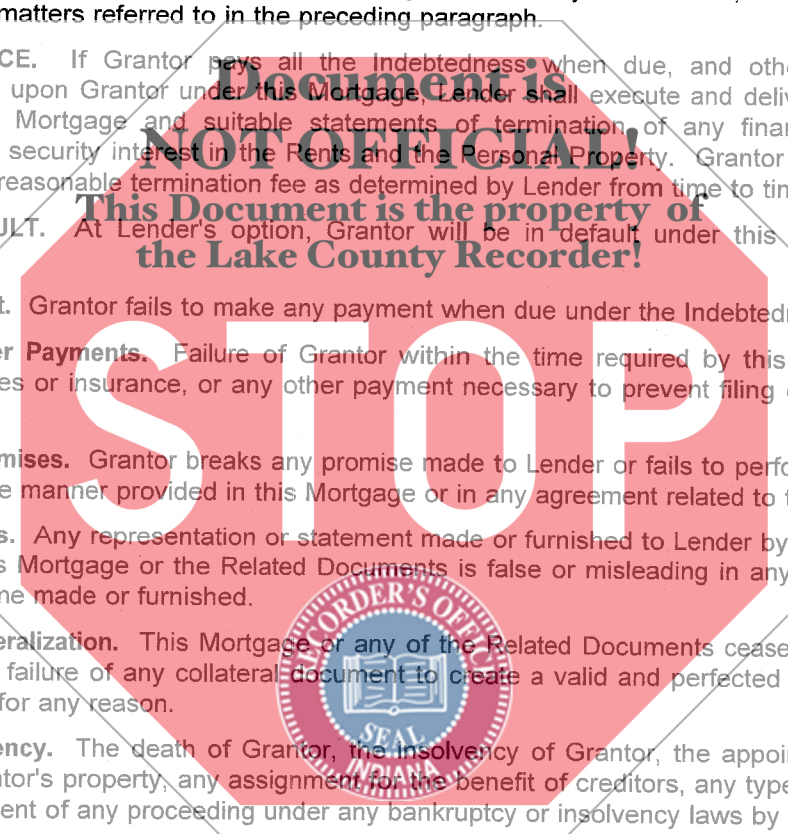 matters referred to in the preceding paragraph.
CE. If Grantor pays all the Indebtedness when due, and othe
Document is
upon Grantor under this Mortgage, Lender shall execute and deliv
Mortgage and suitable statements of termination of any finan
NOT OFFICIAL!
security interest in the Rents and the Personal Property. Grantor
reasonable termination fee as determined by Lender from time to tim
This Document is the property of
ULT. At Lender's option, Grantor will be in default under this
the Lake County Recorder!
t. Grantor fails to make any payment when due under the Indebtedn
er Payments. Failure of Grantor within the time required by this
es or insurance, or any other payment necessary to prevent filing
STOP
mises. Grantor breaks any promise made to Lender or fails to perfo
e manner provided in this Mortgage or in any agreement related to t
s. Any representation or statement made or furnished to Lender by
s Mortgage or the Related Documents is false or misleading in any
me made or furnished.
RECORDER'S OFFICE
eralization. This Mortgage or any of the Related Documents cease
failure of any collateral document to create a valid and perfected
for any reason.
SEAL
ency. The death of Grantor, the insolvency of Grantor, the appoin
INDIANA
ntor's property, any assignment for the benefit of creditors, any type
ent of any proceeding under any bankruptcy or insolvency laws by